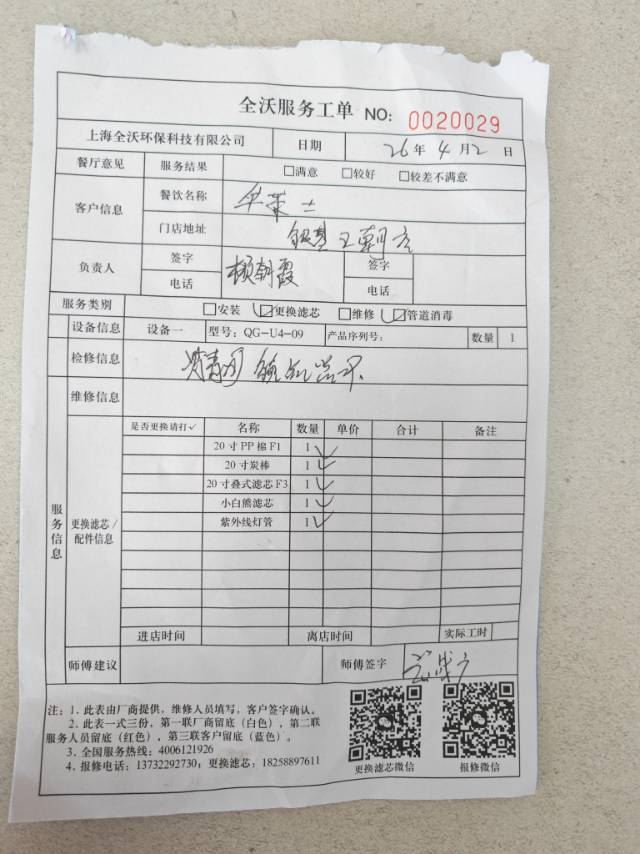 全沃服务工单 NO: 0020029
上海全沃环保科技有限公司 日期 26年4月2日
餐厅意见 服务结果 □满意 □较好 □较差不满意
客户信息 餐饮名称 华莱士
门店地址 银基王朝店
负责人 签字 赖朝霞 签字
电话 电话
服务类别 □安装 ☑更换滤芯 □维修 ☑管道消毒
设备信息 设备一 型号: QG-U4-09 产品序列号: 数量 1
检修信息
维修信息
服务信息 更换滤芯/配件信息
是否更换请打✓ 名称 数量 单价 合计 备注
20寸PP棉F1 1 ✓
20寸炭棒 1 ✓
20寸叠式滤芯F3 1 ✓
小白熊滤芯 1 ✓
紫外线灯管 1 ✓
进店时间 离店时间 实际工时
师傅建议 师傅签字
注: 1. 此表由厂商提供, 维修人员填写, 客户签字确认。
2. 此表一式三份, 第一联厂商留底(白色), 第二联
服务人员留底(红色), 第三联客户留底(蓝色)。
3. 全国服务热线: 4006121926
4. 报修电话: 13732292730; 更换滤芯: 18258897611
更换滤芯微信 报修微信